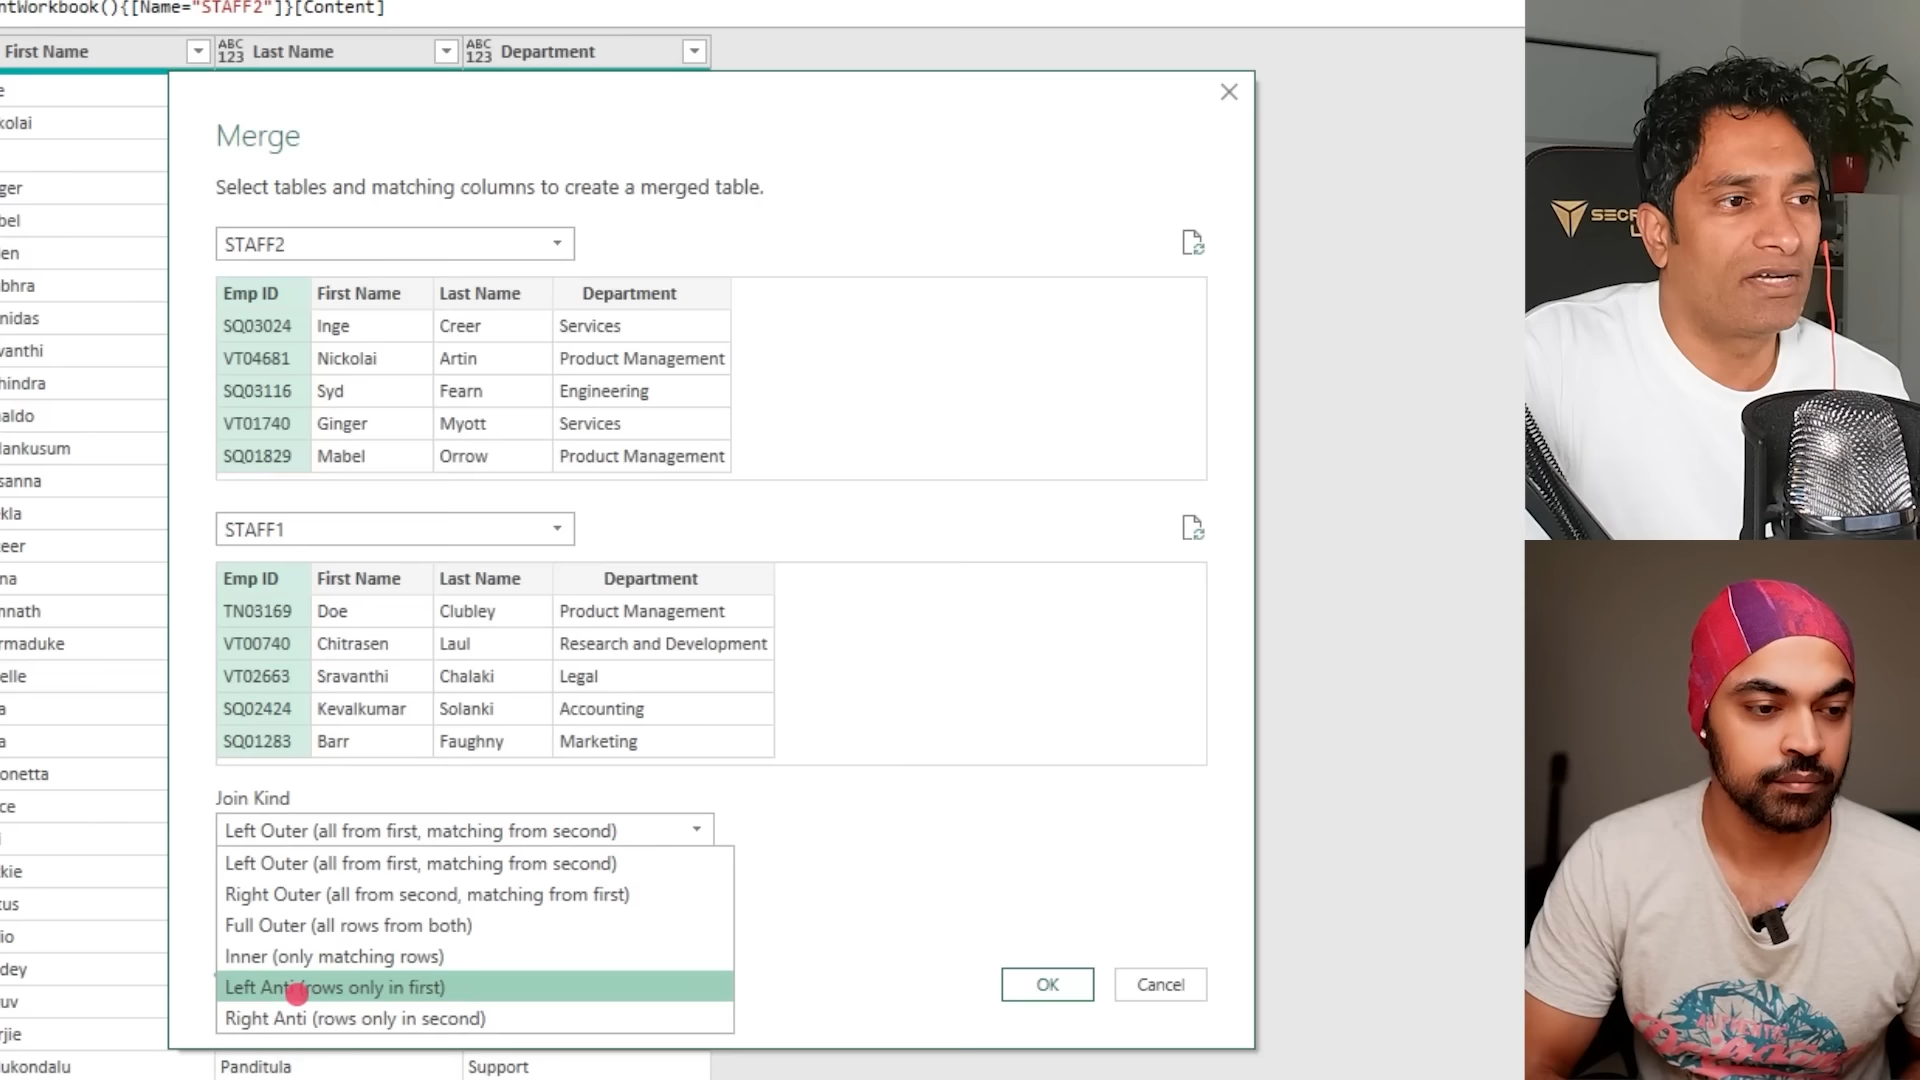 ntWorkbook(){[Name="STAFF2"]}[Content]
First Name
ABC 123 Last Name
ABC 123 Department
e
kolai
ger
bel
en
bhra
nidas
vanthi
hindra
naldo
lankusum
sanna
kla
eer
na
nnath
rmaduke
elle
a
a
onetta
ce
i
kie
tus
io
dey
uv
rjie
ukondalu Panditula Support
Merge
Select tables and matching columns to create a merged table.
STAFF2
Emp ID First Name Last Name Department
SQ03024 Inge Creer Services
VT04681 Nickolai Artin Product Management
SQ03116 Syd Fearn Engineering
VT01740 Ginger Myott Services
SQ01829 Mabel Orrow Product Management
STAFF1
Emp ID First Name Last Name Department
TN03169 Doe Clubley Product Management
VT00740 Chitrasen Laul Research and Development
VT02663 Sravanthi Chalaki Legal
SQ02424 Kevalkumar Solanki Accounting
SQ01283 Barr Faughny Marketing
Join Kind
Left Outer (all from first, matching from second)
Left Outer (all from first, matching from second)
Right Outer (all from second, matching from first)
Full Outer (all rows from both)
Inner (only matching rows)
Left Anti (rows only in first)
Right Anti (rows only in second)
OK
Cancel
SECR
AUTHENTIC